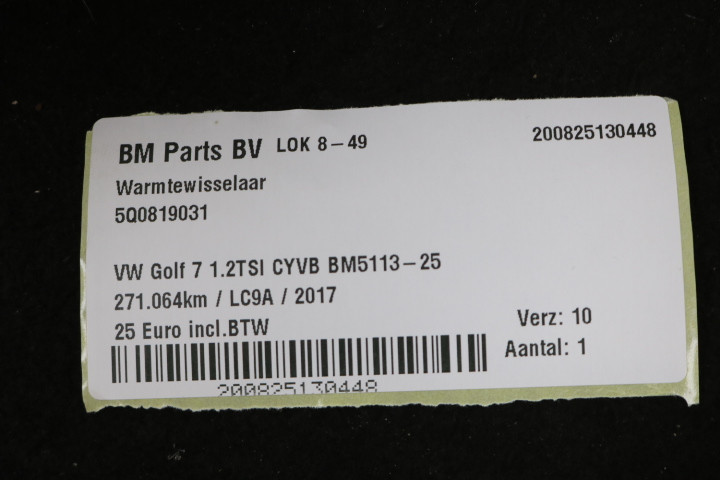 BM Parts BV LOK 8-49 200825130448
Warmtewisselaar
5Q0819031
VW Golf 7 1.2TSI CYVB BM5113-25
271.064km / LC9A / 2017
25 Euro incl.BTW
Verz: 10
Aantal: 1
200825130448